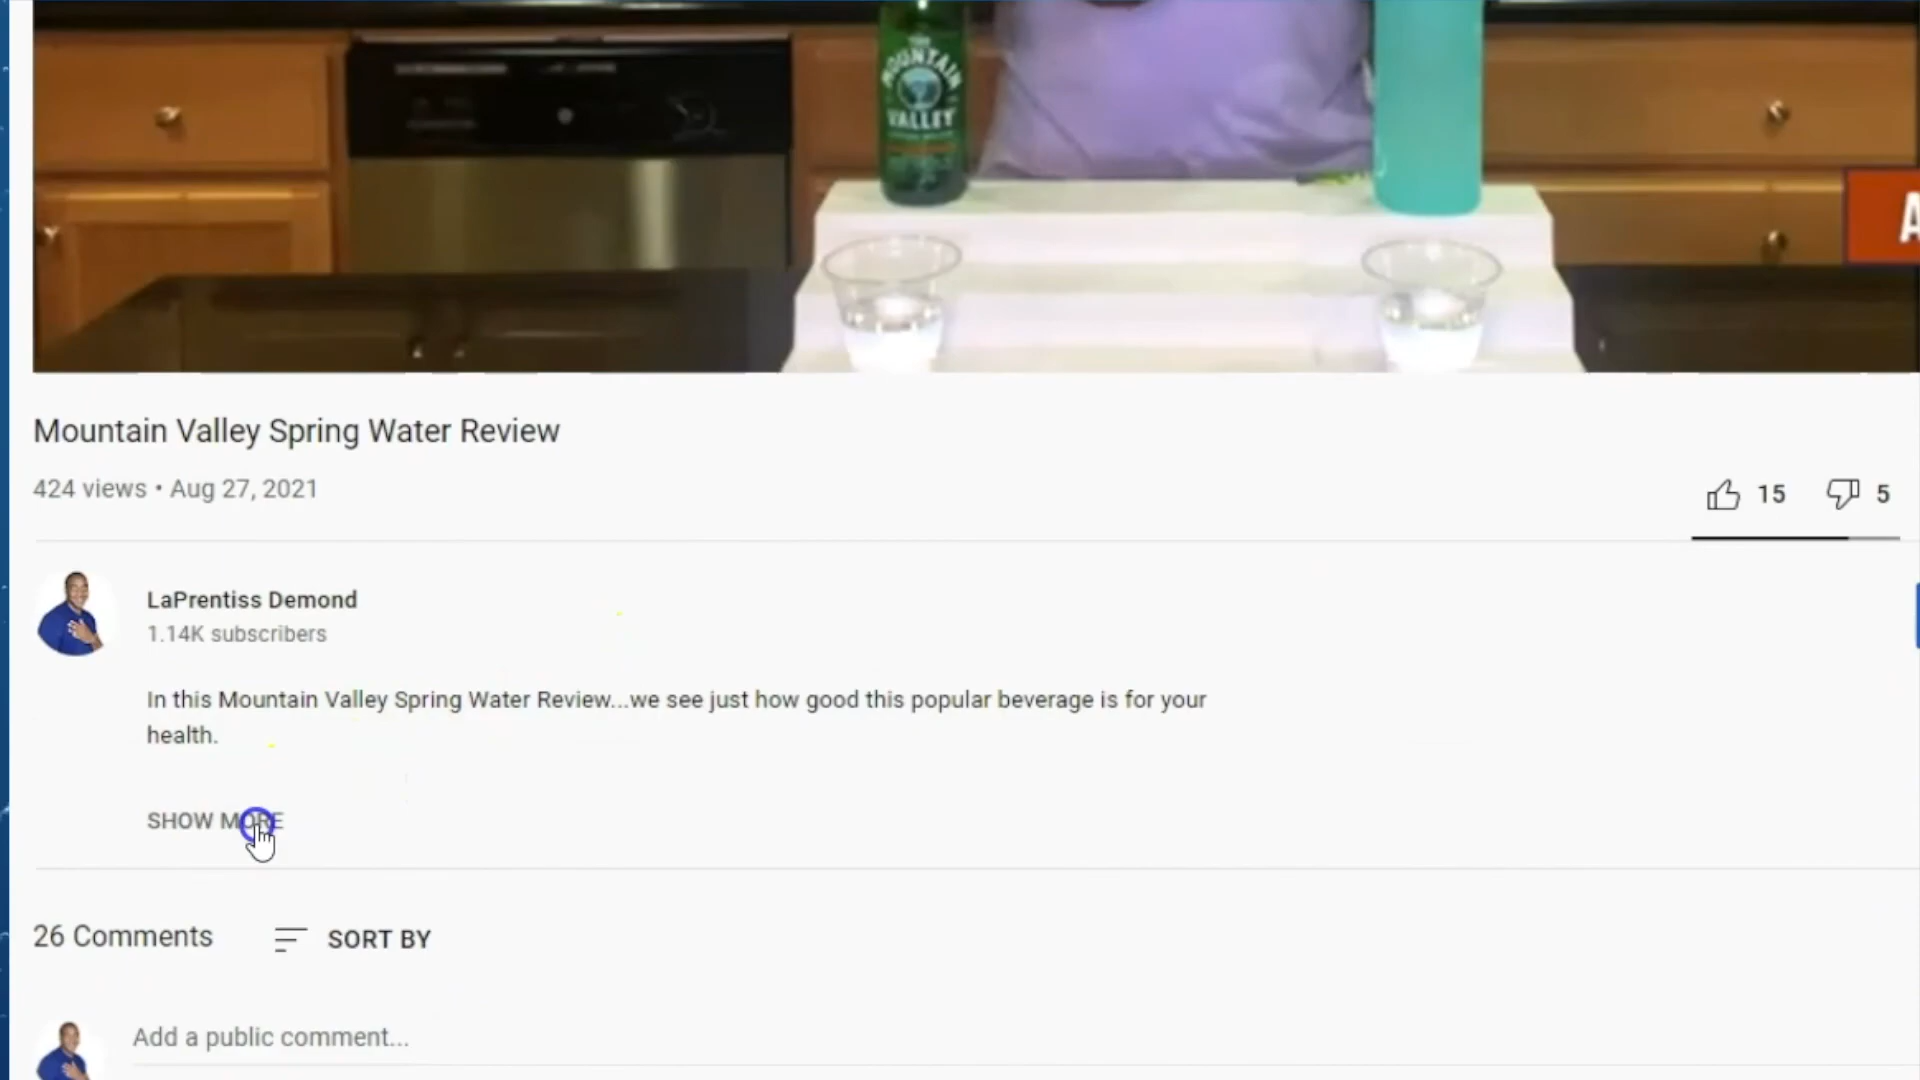 THE
MOUNTAIN
VALLEY
A
Mountain Valley Spring Water Review
424 views • Aug 27, 2021
15 5
LaPrentiss Demond
1.14K subscribers
In this Mountain Valley Spring Water Review...we see just how good this popular beverage is for your
health.
SHOW MORE
26 Comments SORT BY
Add a public comment...